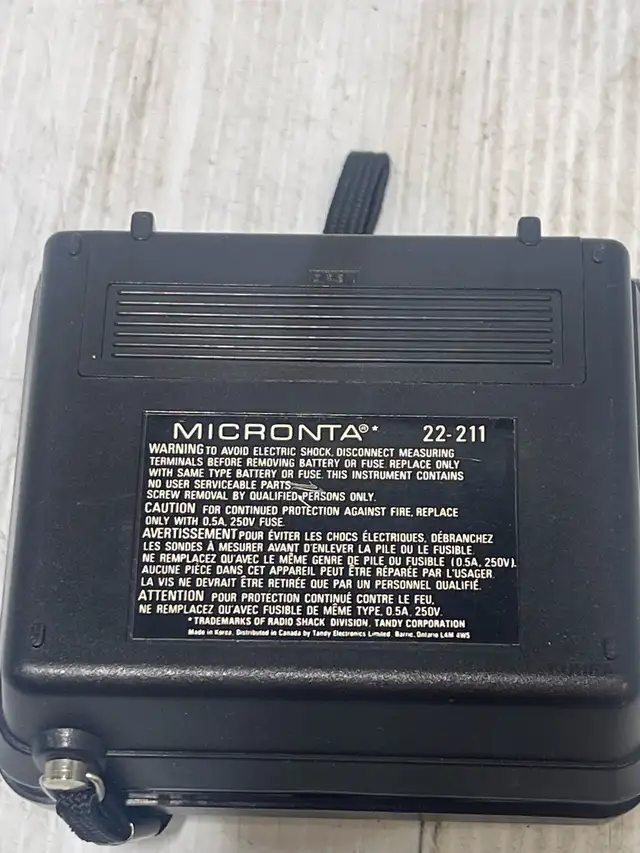 MICRONTA®* 22-211
WARNING TO AVOID ELECTRIC SHOCK, DISCONNECT MEASURING
TERMINALS BEFORE REMOVING BATTERY OR FUSE REPLACE ONLY
WITH SAME TYPE BATTERY OR FUSE. THIS INSTRUMENT CONTAINS
NO USER SERVICEABLE PARTS
SCREW REMOVAL BY QUALIFIED PERSONS ONLY.
CAUTION FOR CONTINUED PROTECTION AGAINST FIRE, REPLACE
ONLY WITH 0.5A, 250V FUSE.
AVERTISSEMENT POUR ÉVITER LES CHOCS ÉLECTRIQUES, DÉBRANCHEZ
LES SONDES À MESURER AVANT D'ENLEVER LA PILE OU LE FUSIBLE.
NE REMPLACEZ QU'AVEC LE MÊME GENRE DE PILE OU FUSIBLE (0.5A, 250V).
AUCUNE PIÈCE DANS CET APPAREIL PEUT ÊTRE RÉPARÉE PAR L'USAGER.
LA VIS NE DEVRAIT ÊTRE RETIRÉE QUE PAR UN PERSONNEL QUALIFIÉ.
ATTENTION POUR PROTECTION CONTINUÉ CONTRE LE FEU,
NE REMPLACEZ QU'AVEC FUSIBLE DE MÊME TYPE, 0.5A, 250V.
*TRADEMARKS OF RADIO SHACK DIVISION, TANDY CORPORATION
Made in Korea, Distributed in Canada by Tandy Electronics Limited, Barrie, Ontario L4M 4W5